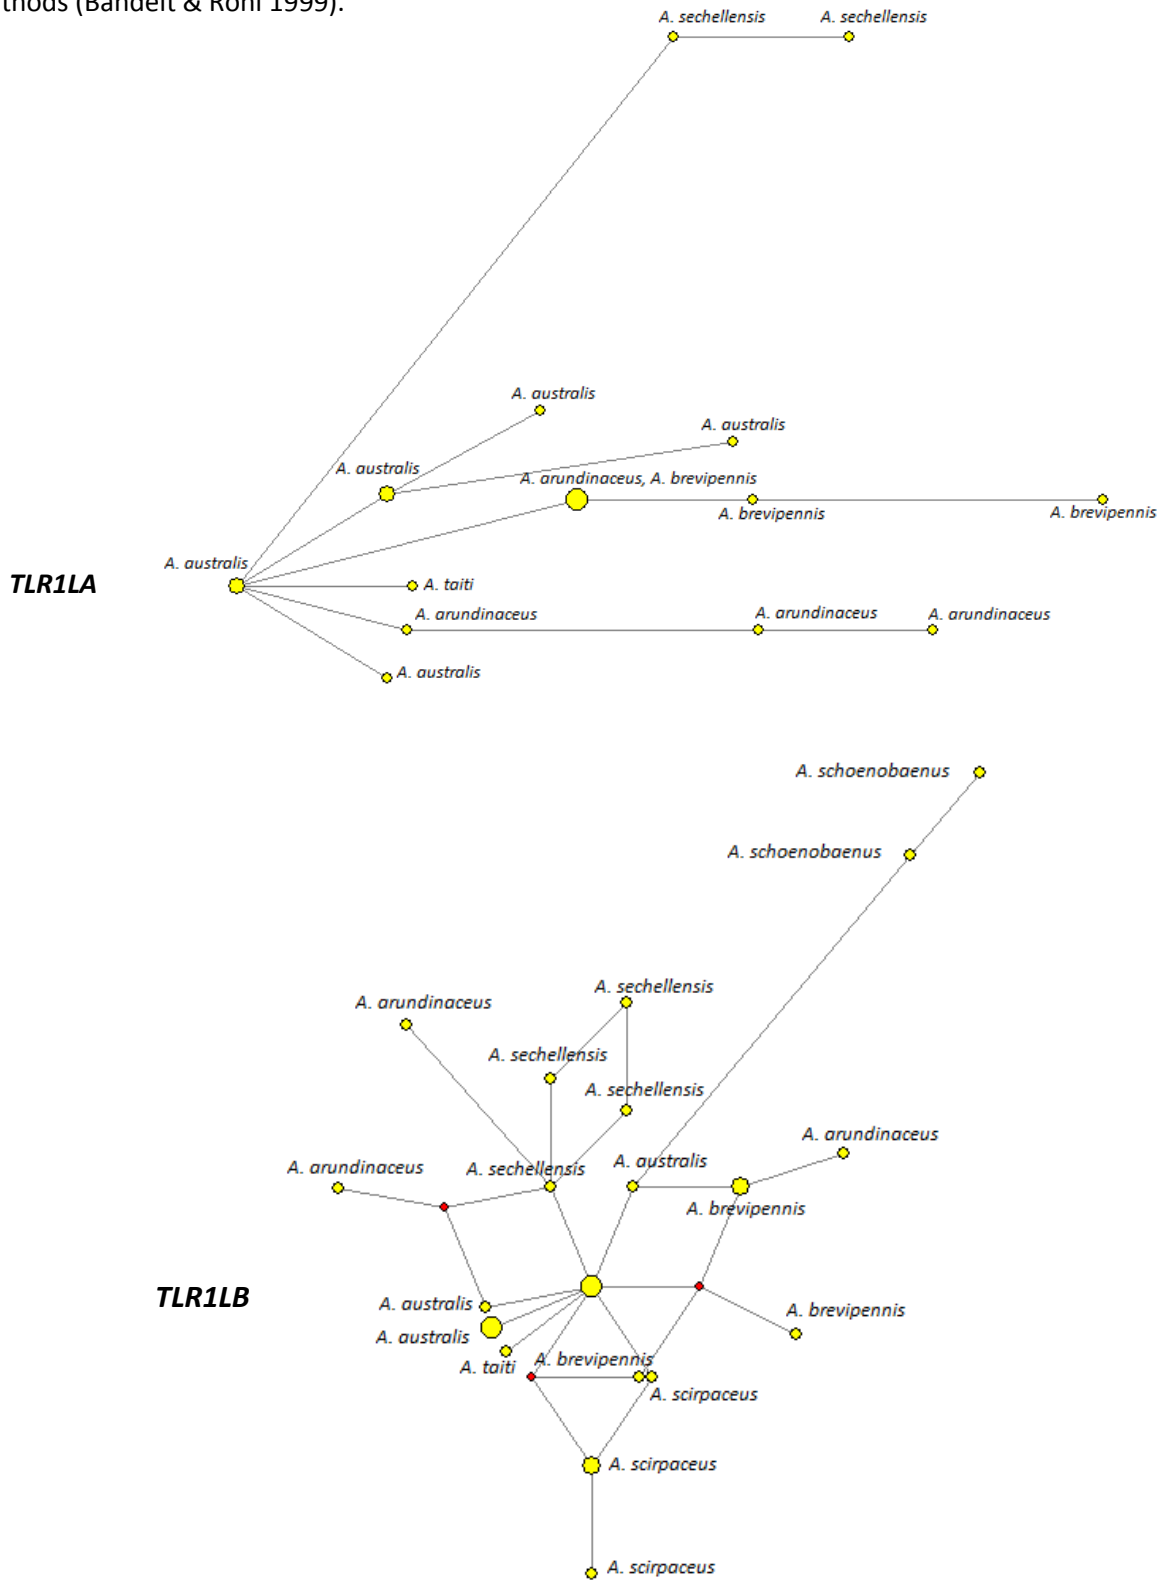 thods (Bandelt & Rohl 1999).
A. sechellensis
A. sechellensis
A. australis
A. australis
A. australis
A. arundinaceus, A. brevipennis
A. brevipennis
A. brevipennis
A. australis
TLR1LA
A. taiti
A. arundinaceus
A. arundinaceus
A. arundinaceus
A. australis
A. schoenobaenus
A. schoenobaenus
A. sechellensis
A. arundinaceus
A. sechellensis
A. sechellensis
A. arundinaceus
A. arundinaceus
A. sechellensis
A. australis
A. brevipennis
TLR1LB
A. australis
A. brevipennis
A. australis
A. taiti
A. brevipennis
A. scirpaceus
A. scirpaceus
A. scirpaceus